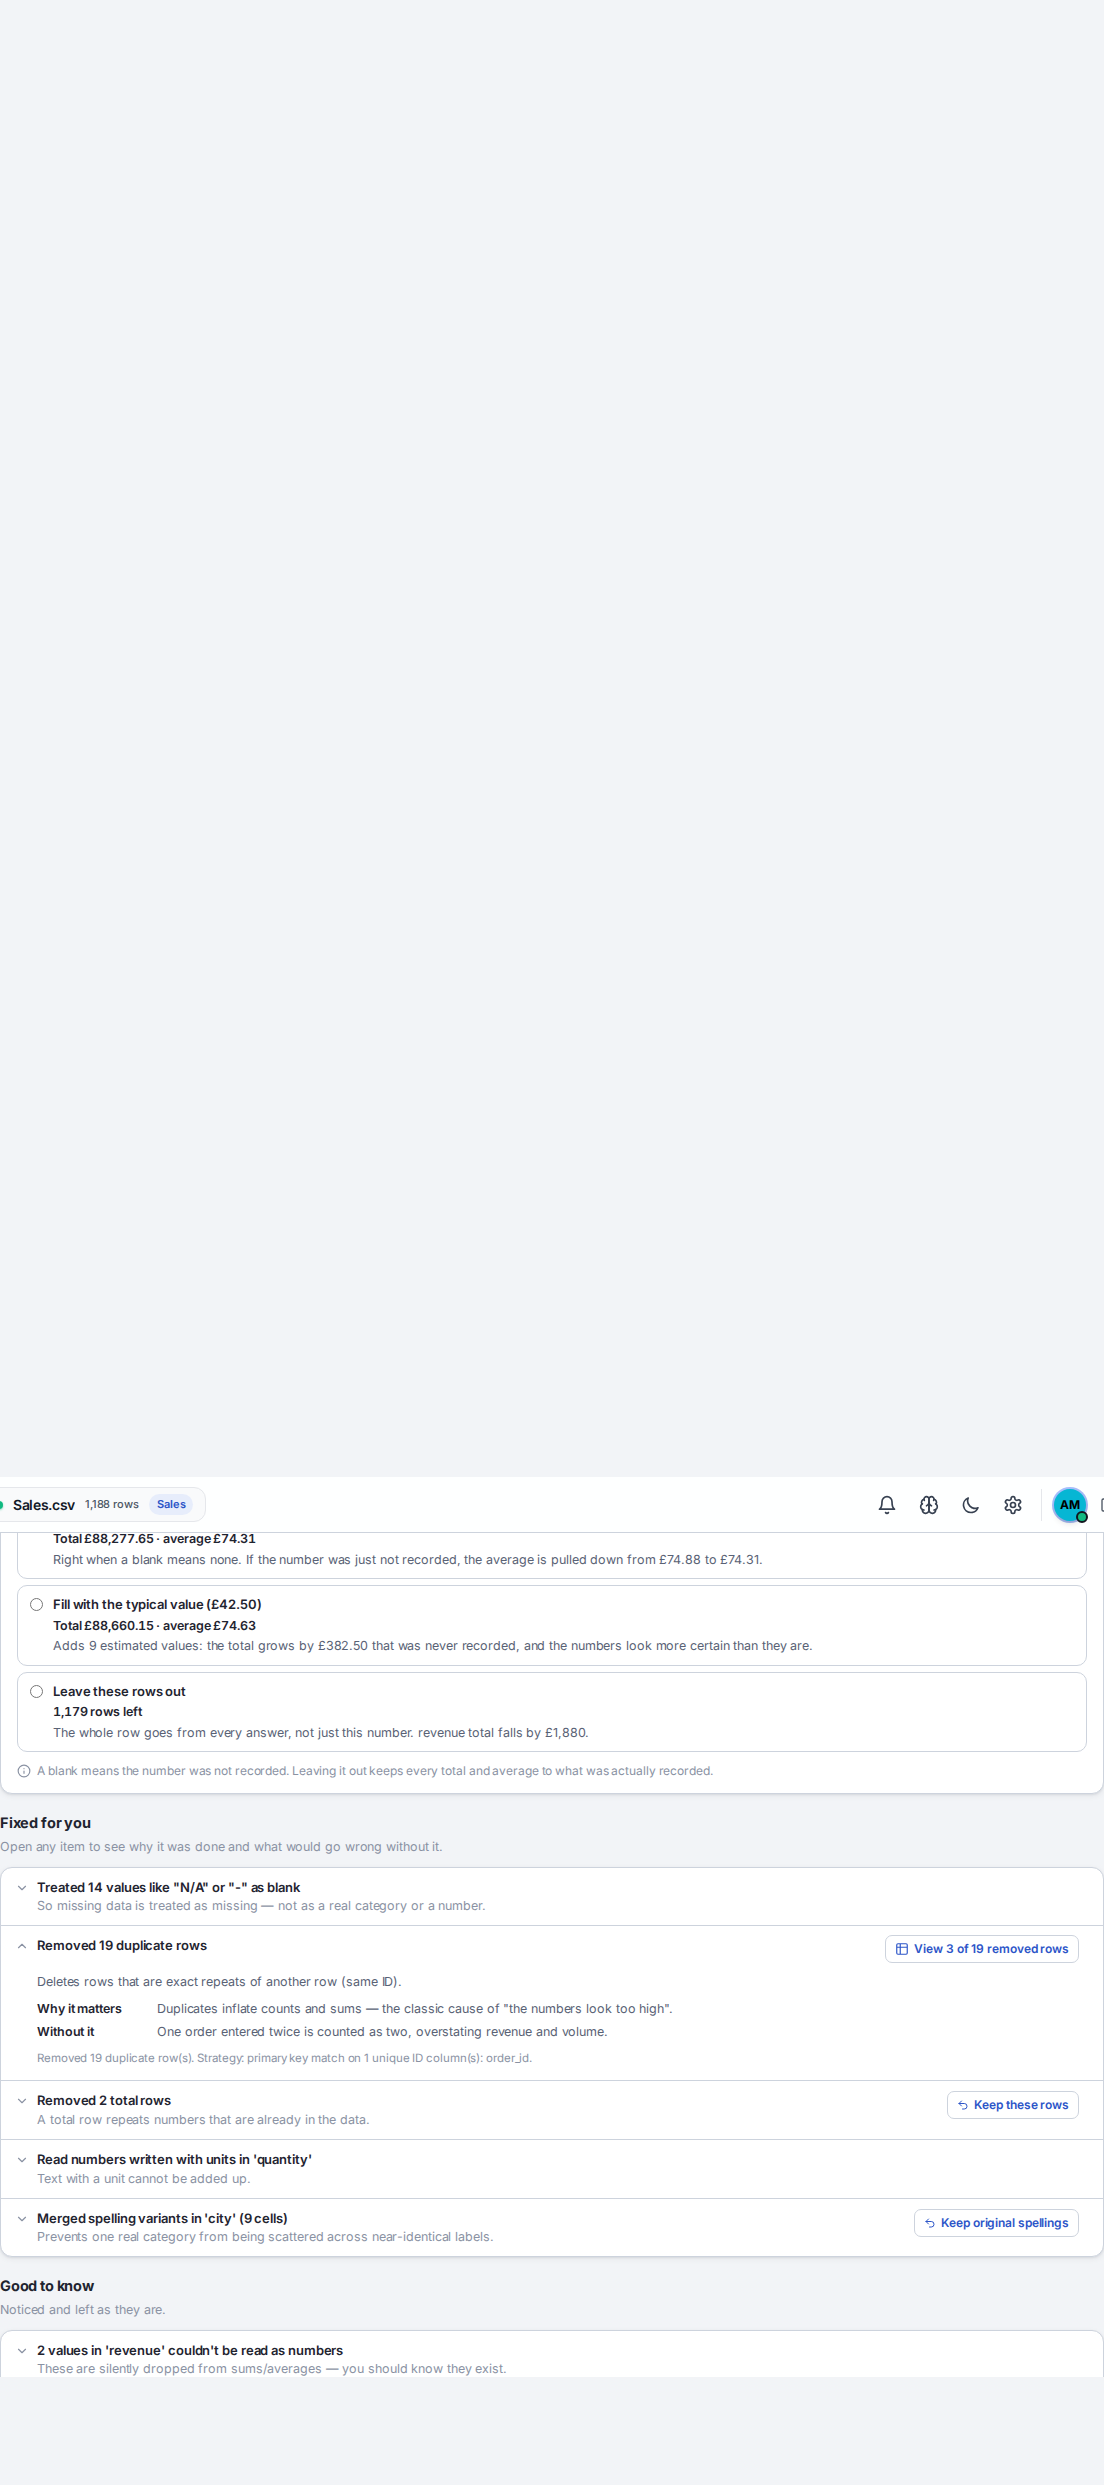 Sales.csv 1,188 rows Sales AM
Total £88,277.65 · average £74.31
Right when a blank means none. If the number was just not recorded, the average is pulled down from £74.88 to £74.31.
Fill with the typical value (£42.50)
Total £88,660.15 · average £74.63
Adds 9 estimated values: the total grows by £382.50 that was never recorded, and the numbers look more certain than they are.
Leave these rows out
1,179 rows left
The whole row goes from every answer, not just this number. revenue total falls by £1,880.
A blank means the number was not recorded. Leaving it out keeps every total and average to what was actually recorded.
Fixed for you
Open any item to see why it was done and what would go wrong without it.
Treated 14 values like "N/A" or "-" as blank
So missing data is treated as missing — not as a real category or a number.
Removed 19 duplicate rows
View 3 of 19 removed rows
Deletes rows that are exact repeats of another row (same ID).
Why it matters Duplicates inflate counts and sums — the classic cause of "the numbers look too high".
Without it One order entered twice is counted as two, overstating revenue and volume.
Removed 19 duplicate row(s). Strategy: primary key match on 1 unique ID column(s): order_id.
Removed 2 total rows
Keep these rows
A total row repeats numbers that are already in the data.
Read numbers written with units in 'quantity'
Text with a unit cannot be added up.
Merged spelling variants in 'city' (9 cells)
Keep original spellings
Prevents one real category from being scattered across near-identical labels.
Good to know
Noticed and left as they are.
2 values in 'revenue' couldn't be read as numbers
These are silently dropped from sums/averages — you should know they exist.